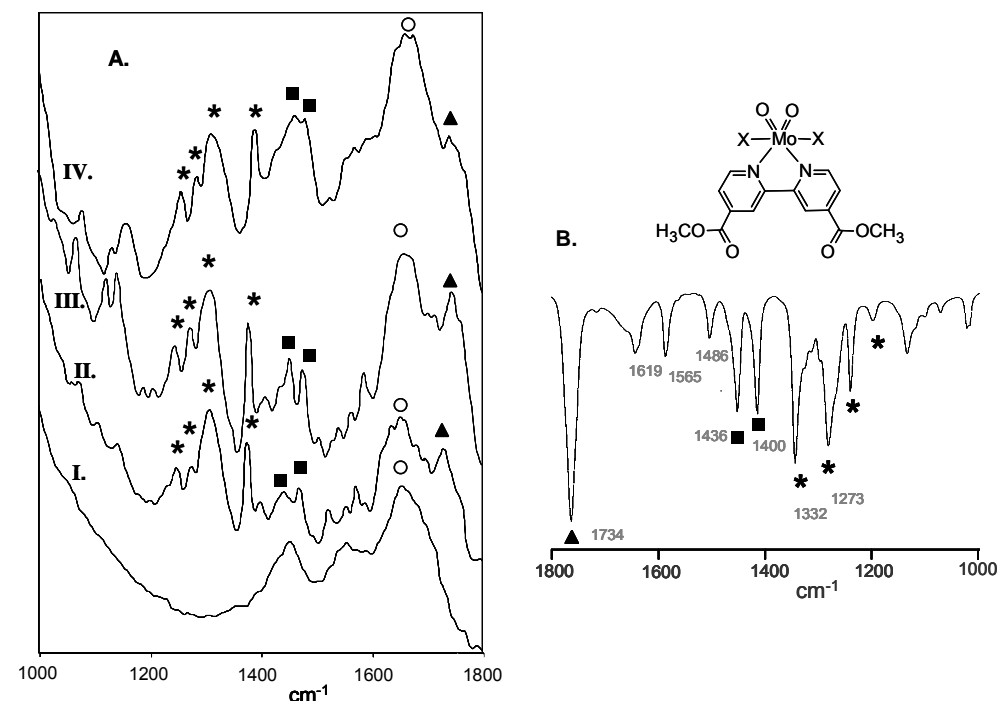 A.
IV.
III.
II.
I.
1000 1200 1400 1600 1800
cm-1
B.
O O
X Mo X
N N
H3CO OCH3
O O
1486
1619 1565
1436 1400
1332 1273
1734
1800 1600 1400 1200 1000
cm-1